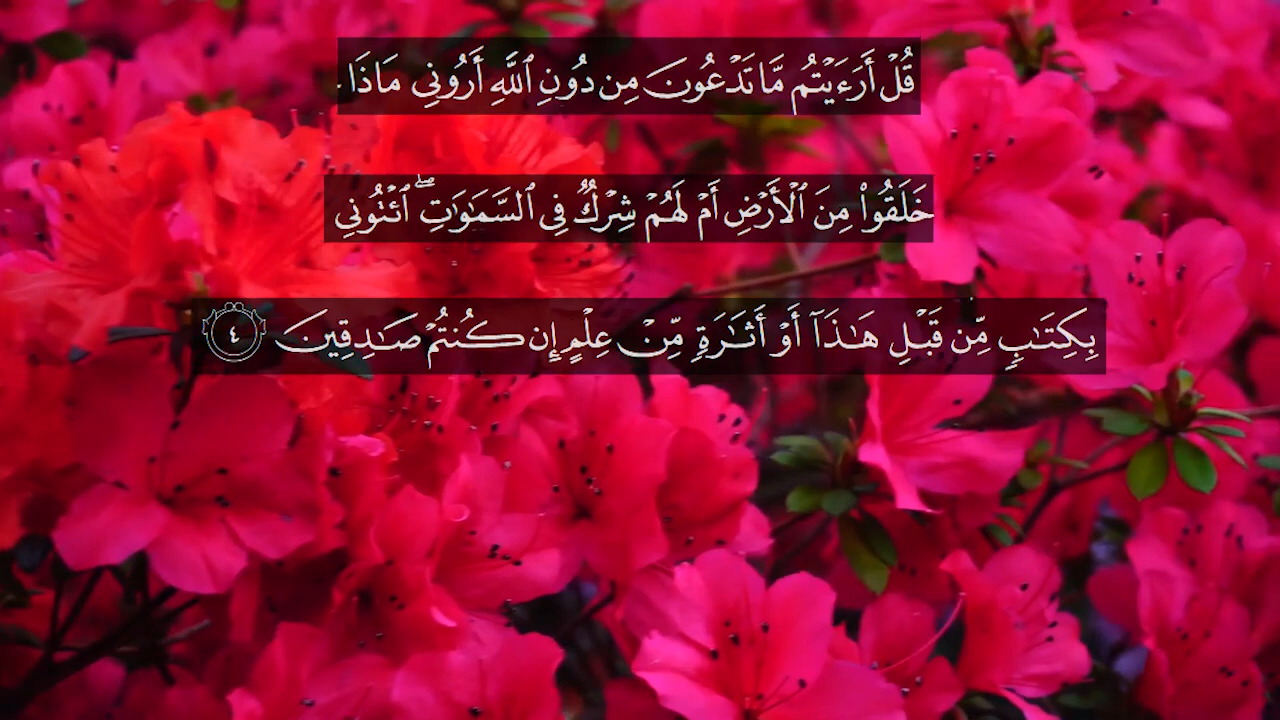 قُلۡ أَرَءَيۡتُم مَّا تَدۡعُونَ مِن دُونِ ٱللَّهِ أَرُونِي مَاذَا
خَلَقُواْ مِنَ ٱلۡأَرۡضِ أَمۡ لَهُمۡ شِرۡكٞ فِي ٱلسَّمَٰوَٰتِۖ ٱئۡتُونِي
بِكِتَٰبٖ مِّن قَبۡلِ هَٰذَآ أَوۡ أَثَٰرَةٖ مِّنۡ عِلۡمٍ إِن كُنتُمۡ صَٰدِقِينَ ٤